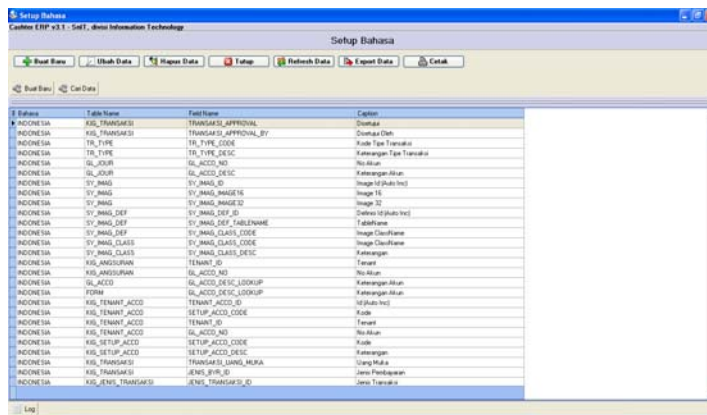 Setup Bahasa
Cashter ERP v3.1 - SoIT, divisi Information Technology
Setup Bahasa
Buat Baru Ubah Data Hapus Data Tutup Refresh Data Export Data Cetak
Buat Baru Cari Data
Bahasa Table Name Field Name Caption
INDONESIA KIG_TRANSAKSI TRANSAKSI_APPROVAL Disetujui
INDONESIA KIG_TRANSAKSI TRANSAKSI_APPROVAL_BY Disetujui Oleh
INDONESIA TR_TYPE TR_TYPE_CODE Kode Tipe Transaksi
INDONESIA TR_TYPE TR_TYPE_DESC Keterangan Tipe Transaksi
INDONESIA GL_JOUR GL_ACCO_NO No Akun
INDONESIA GL_JOUR GL_ACCO_DESC Keterangan Akun
INDONESIA SY_IMAG SY_IMAG_ID Image Id (Auto Inc)
INDONESIA SY_IMAG SY_IMAG_IMAGE16 Image 16
INDONESIA SY_IMAG SY_IMAG_IMAGE32 Image 32
INDONESIA SY_IMAG_DEF SY_IMAG_DEF_ID Definisi Id (Auto Inc)
INDONESIA SY_IMAG_DEF SY_IMAG_DEF_TABLENAME TableName
INDONESIA SY_IMAG_DEF SY_IMAG_CLASS_CODE Image ClassName
INDONESIA SY_IMAG_CLASS SY_IMAG_CLASS_CODE Image ClassName
INDONESIA SY_IMAG_CLASS SY_IMAG_CLASS_DESC Keterangan
INDONESIA KIG_ANGSURAN TENANT_ID Tenant
INDONESIA KIG_ANGSURAN GL_ACCO_NO No Akun
INDONESIA GL_ACCO GL_ACCO_DESC_LOOKUP Keterangan Akun
INDONESIA FORM GL_ACCO_DESC_LOOKUP Keterangan Akun
INDONESIA KIG_TENANT_ACCO TENANT_ACCO_ID Id (Auto Inc)
INDONESIA KIG_TENANT_ACCO SETUP_ACCO_CODE Kode
INDONESIA KIG_TENANT_ACCO TENANT_ID Tenant
INDONESIA KIG_TENANT_ACCO GL_ACCO_NO No Akun
INDONESIA KIG_SETUP_ACCO SETUP_ACCO_CODE Kode
INDONESIA KIG_SETUP_ACCO SETUP_ACCO_DESC Keterangan
INDONESIA KIG_TRANSAKSI TRANSAKSI_UANG_MUKA Uang Muka
INDONESIA KIG_TRANSAKSI JENIS_BYR_ID Jenis Pembayaran
INDONESIA KIG_JENIS_TRANSAKSI JENIS_TRANSAKSI_ID Jenis Transaksi
Log